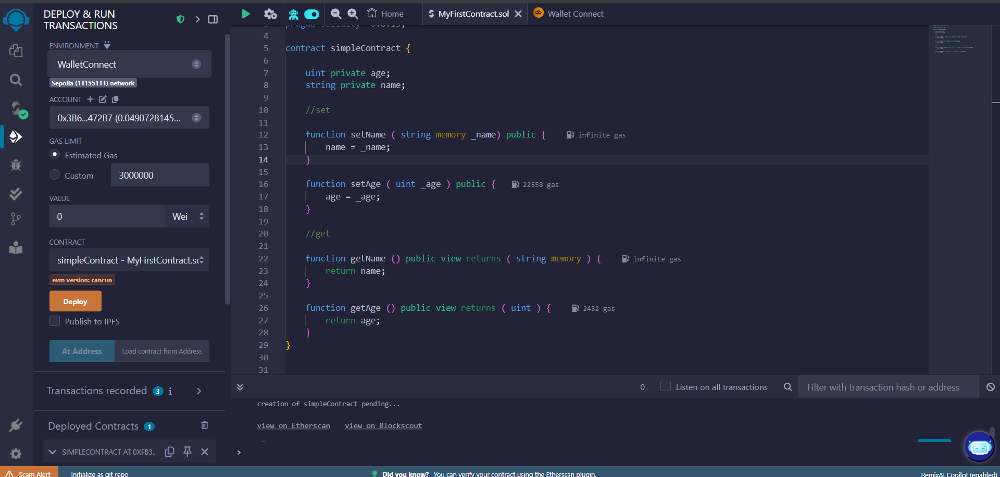 DEPLOY & RUN
TRANSACTIONS
ENVIRONMENT
WalletConnect
Sepolia (11155111) network
ACCOUNT
0x3B6...472B7 (0.0490728145...
GAS LIMIT
Estimated Gas
Custom
3000000
VALUE
0
Wei
CONTRACT
simpleContract - MyFirstContract.sc
evm version: cancun
Deploy
Publish to IPFS
At Address
Load contract from Address
Transactions recorded 3
Deployed Contracts 1
SIMPLECONTRACT AT 0XFB3..
Home
MyFirstContract.sol
Wallet Connect
4
5 contract simpleContract {
6
7 uint private age;
8 string private name;
9
10 //set
11
12 function setName ( string memory _name) public { infinite gas
13 name = _name;
14 }
15
16 function setAge ( uint _age ) public { 22558 gas
17 age = _age;
18 }
19
20 //get
21
22 function getName () public view returns ( string memory ) { infinite gas
23 return name;
24 }
25
26 function getAge () public view returns ( uint ) { 2432 gas
27 return age;
28 }
29 }
30
31
0
Listen on all transactions
Filter with transaction hash or address
creation of simpleContract pending...
view on Etherscan view on Blockscout
>
Scam Alert
Initialize as git repo
Did you know? You can verify your contract using the Etherscan plugin.
RemixAI Copilot (enabled)